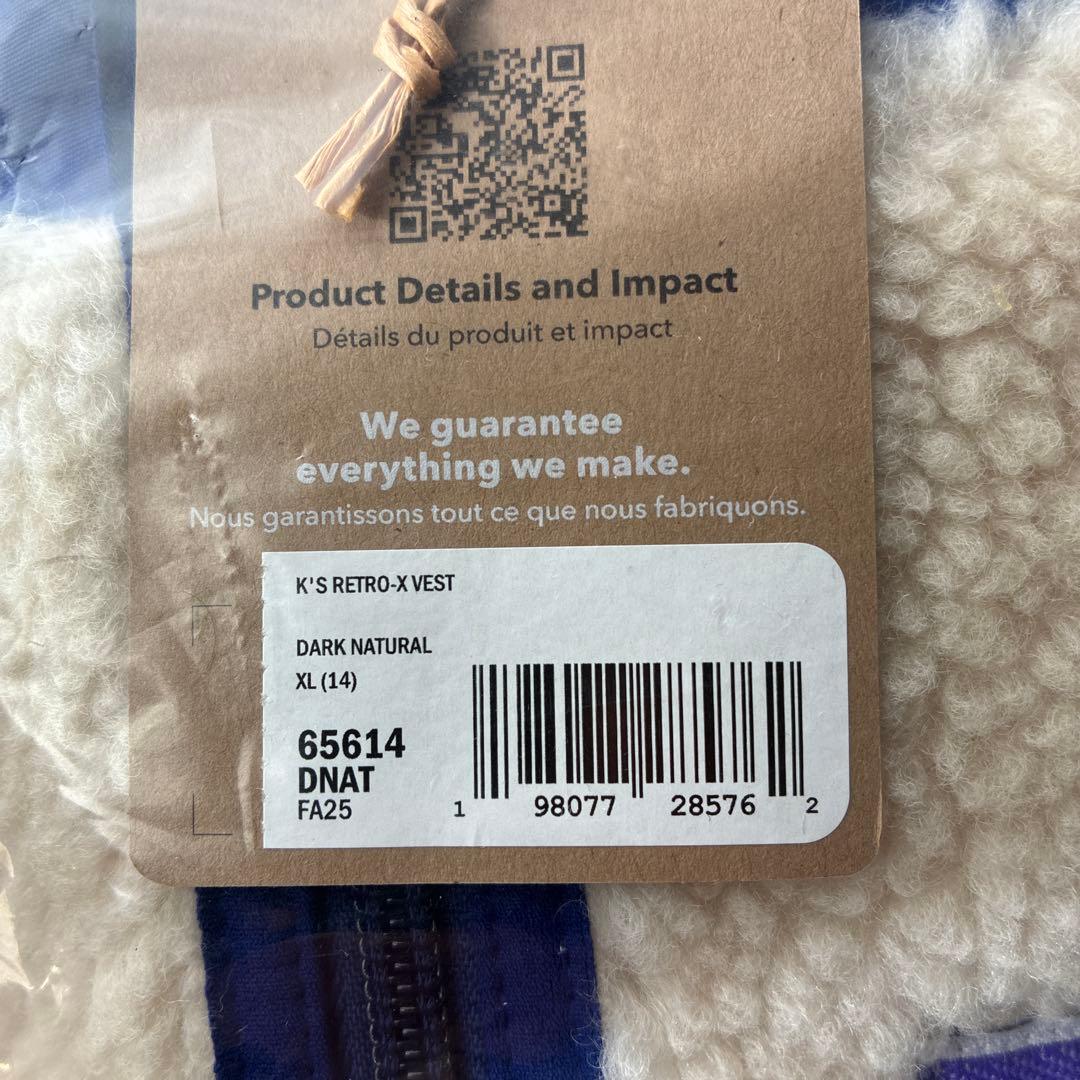 Product Details and Impact
Détails du produit et impact
We guarantee
everything we make.
Nous garantissons tout ce que nous fabriquons.
K'S RETRO-X VEST
DARK NATURAL
XL (14)
65614
DNAT
FA25
1 98077 28576 2